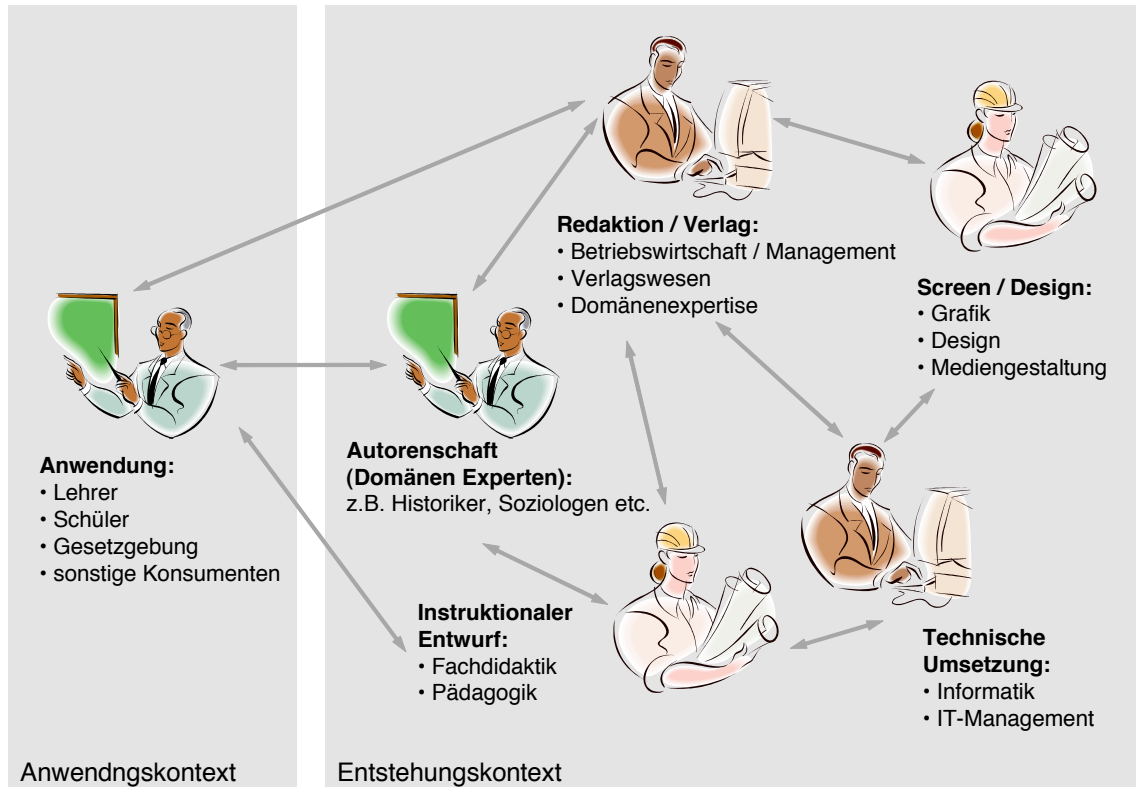 Redaktion / Verlag:
• Betriebswirtschaft / Management
• Verlagswesen
• Domänenexpertise
Screen / Design:
• Grafik
• Design
• Mediengestaltung
Anwendung:
• Lehrer
• Schüler
• Gesetzgebung
• sonstige Konsumenten
Autorenschaft
(Domänen Experten):
z.B. Historiker, Soziologen etc.
Instruktionaler
Entwurf:
• Fachdidaktik
• Pädagogik
Technische
Umsetzung:
• Informatik
• IT-Management
Anwendngskontext
Entstehungskontext